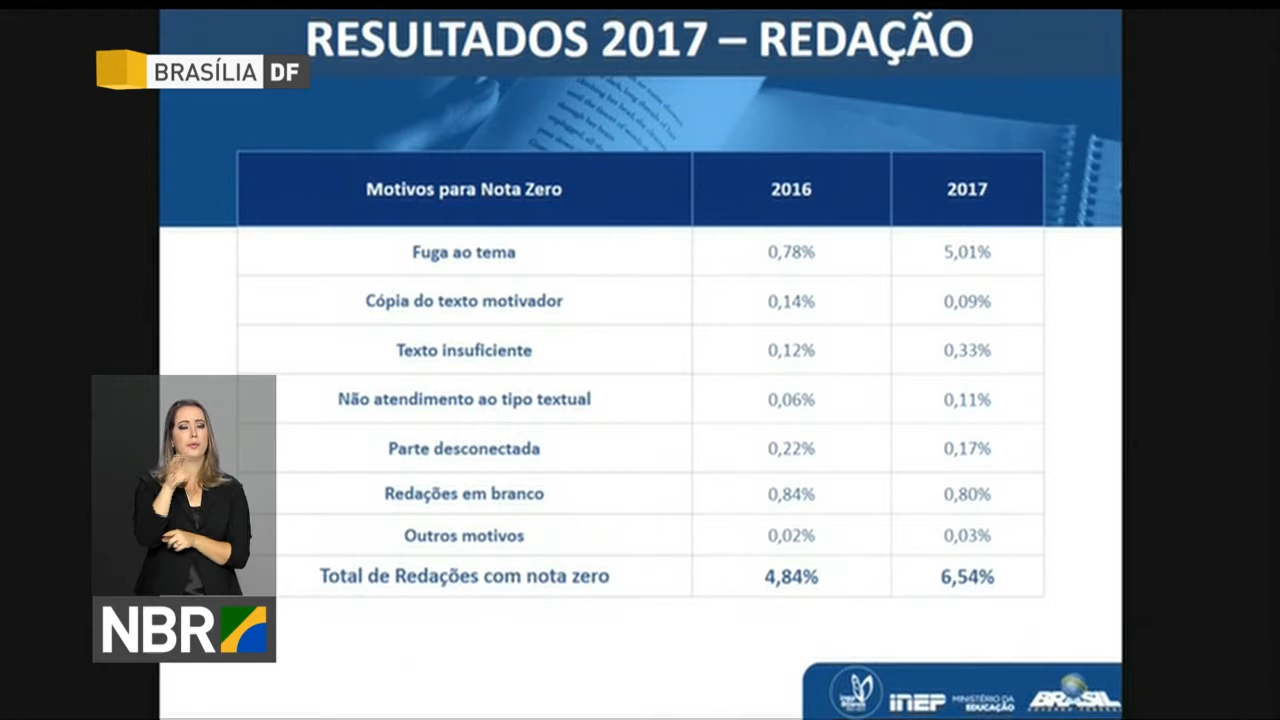 RESULTADOS 2017 – REDAÇÃO
BRASÍLIA DF
Motivos para Nota Zero 2016 2017
Fuga ao tema 0,78% 5,01%
Cópia do texto motivador 0,14% 0,09%
Texto insuficiente 0,12% 0,33%
Não atendimento ao tipo textual 0,06% 0,11%
Parte desconectada 0,22% 0,17%
Redações em branco 0,84% 0,80%
Outros motivos 0,02% 0,03%
Total de Redações com nota zero 4,84% 6,54%
NBR
INEP
MINISTÉRIO DA
EDUCAÇÃO
BRASIL
GOVERNO FEDERAL